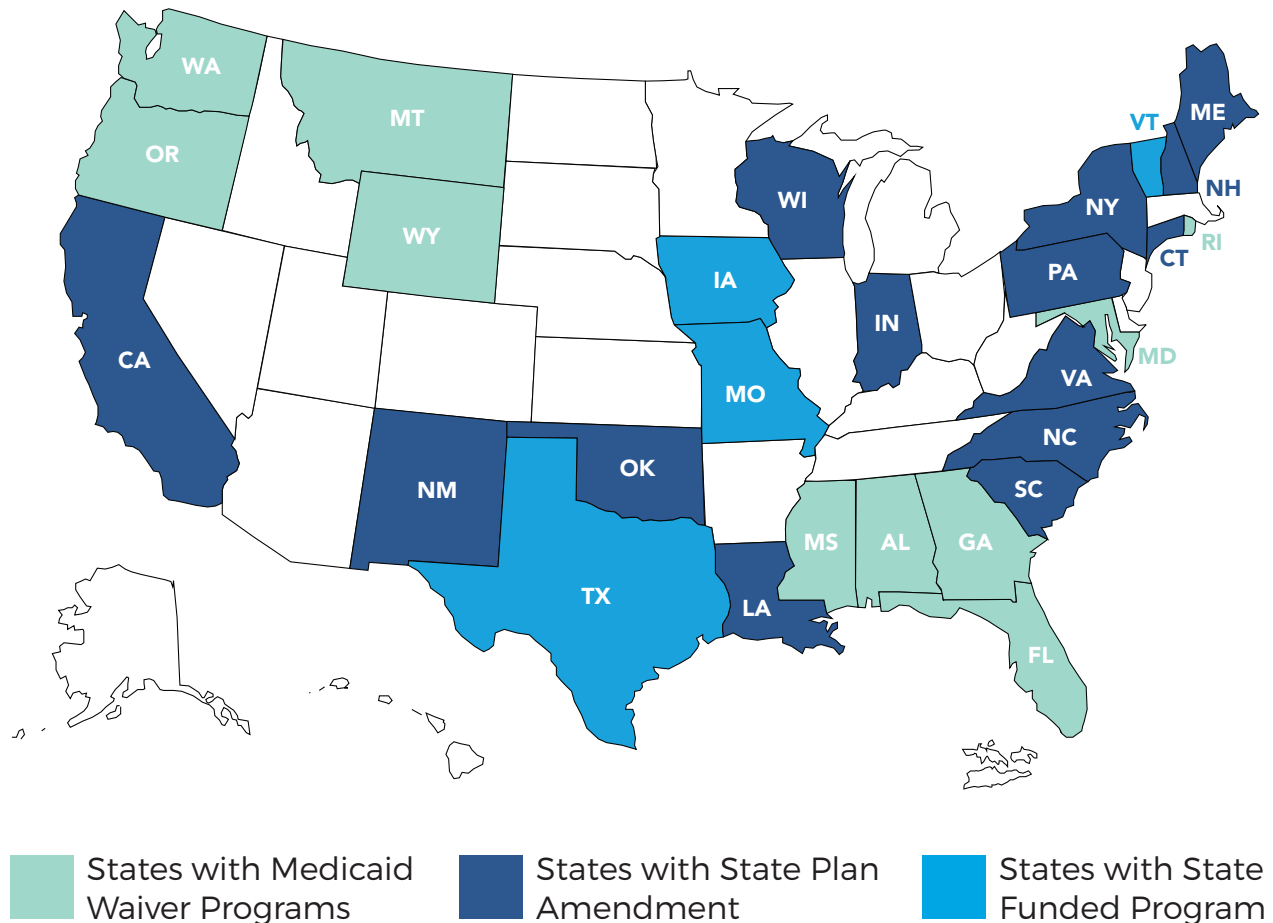 WA
MT
OR
WY
CA
NM
OK
TX
IA
MO
WI
IN
LA
MS
AL
GA
FL
SC
NC
VA
MD
PA
NY
CT
RI
NH
VT
ME
States with Medicaid
Waiver Programs
States with State Plan
Amendment
States with State
Funded Program